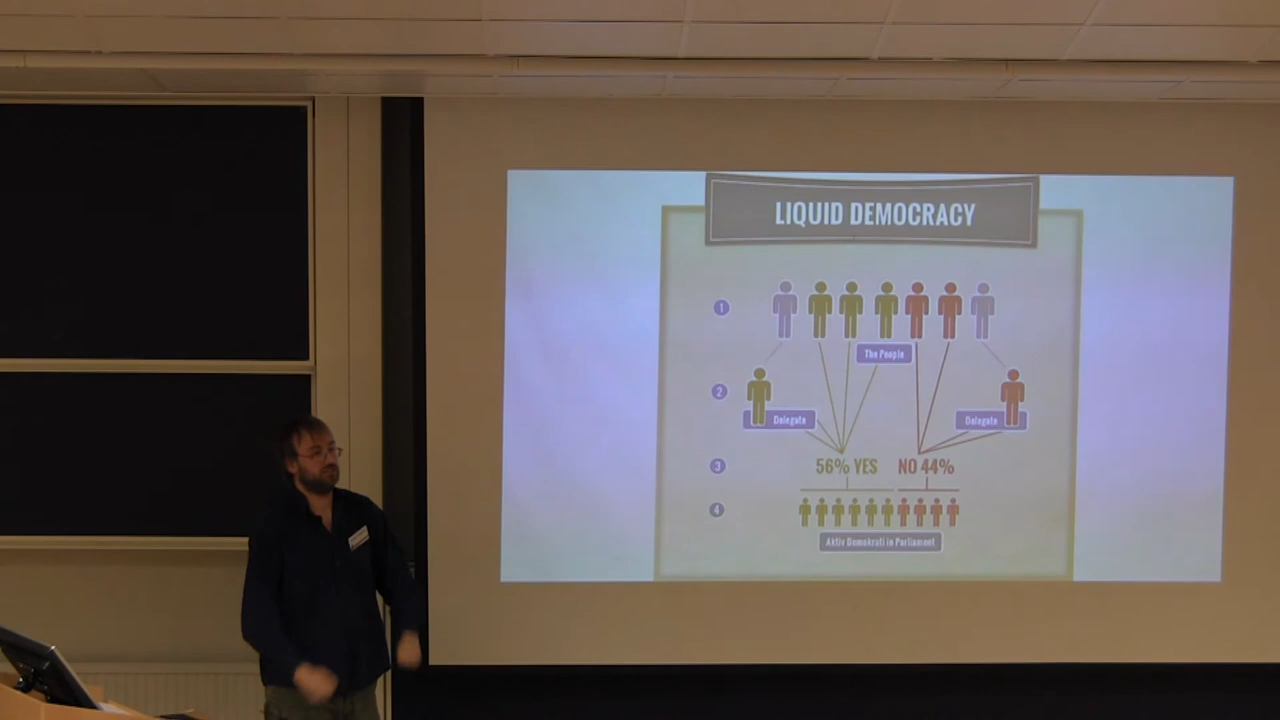 LIQUID DEMOCRACY
1
The People
2
Delegate
Delegate
3
56% YES
NO 44%
4
Aktiv Demokrati in Parliament